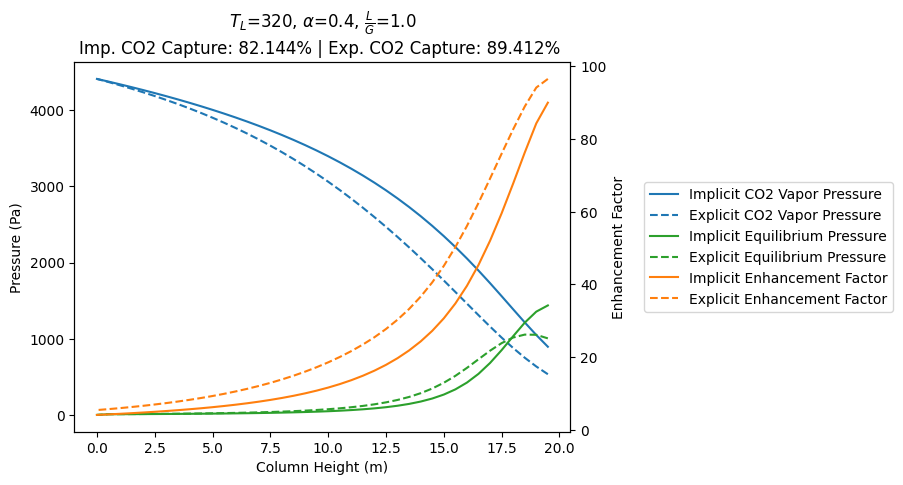 T_L=320, α=0.4, L/G=1.0
Imp. CO2 Capture: 82.144% | Exp. CO2 Capture: 89.412%
Pressure (Pa)
4000
3000
2000
1000
0
0.0 2.5 5.0 7.5 10.0 12.5 15.0 17.5 20.0
Column Height (m)
100
80
60
40
20
0
Enhancement Factor
Implicit CO2 Vapor Pressure
Explicit CO2 Vapor Pressure
Implicit Equilibrium Pressure
Explicit Equilibrium Pressure
Implicit Enhancement Factor
Explicit Enhancement Factor